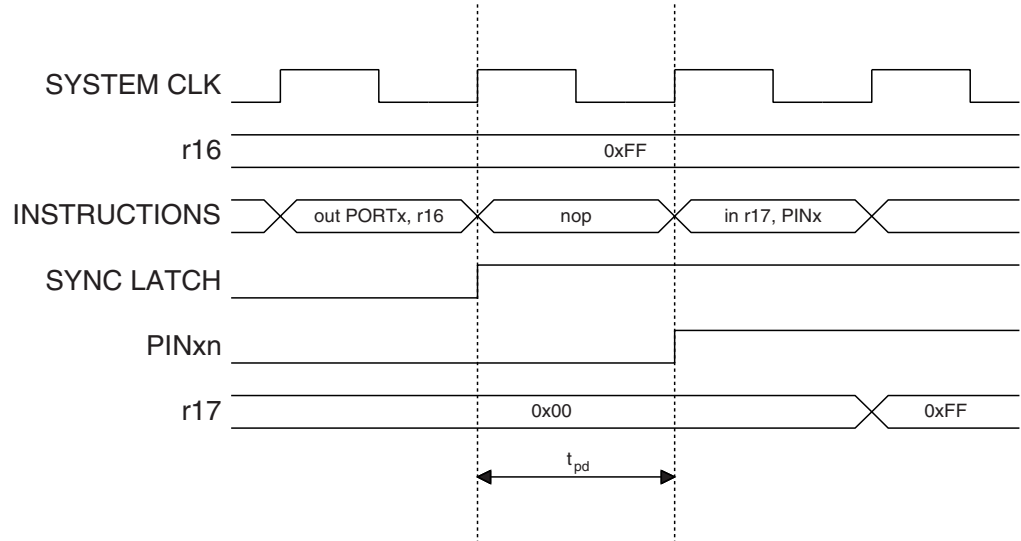 SYSTEM CLK
r16
0xFF
INSTRUCTIONS
out PORTx, r16
nop
in r17, PINx
SYNC LATCH
PINxn
r17
0x00
0xFF
tpd